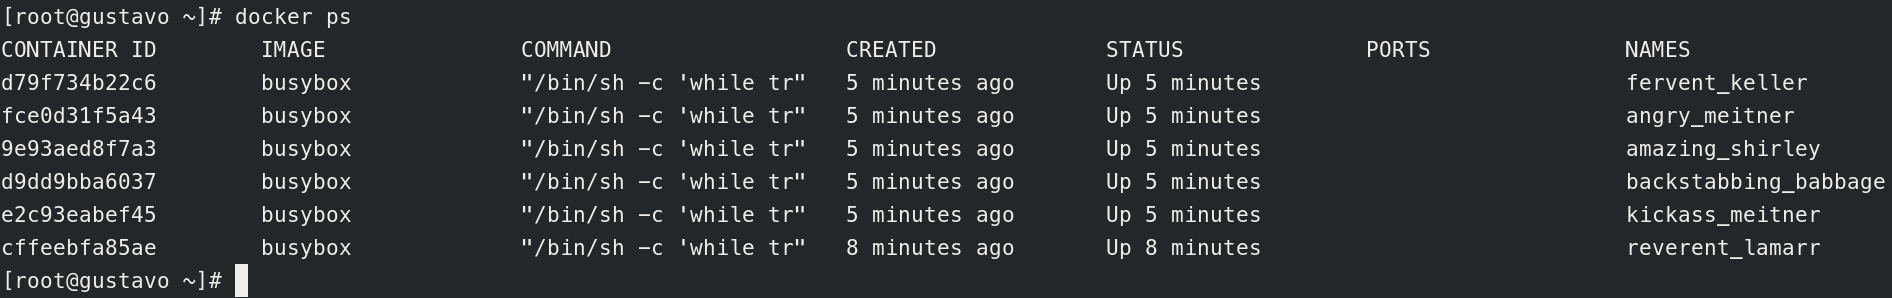 [root@gustavo ~]# docker ps
CONTAINER ID        IMAGE               COMMAND                  CREATED             STATUS              PORTS               NAMES
d79f734b22c6        busybox             "/bin/sh -c 'while tr"   5 minutes ago       Up 5 minutes                            fervent_keller
fce0d31f5a43        busybox             "/bin/sh -c 'while tr"   5 minutes ago       Up 5 minutes                            angry_meitner
9e93aed8f7a3        busybox             "/bin/sh -c 'while tr"   5 minutes ago       Up 5 minutes                            amazing_shirley
d9dd9bba6037        busybox             "/bin/sh -c 'while tr"   5 minutes ago       Up 5 minutes                            backstabbing_babbage
e2c93eabef45        busybox             "/bin/sh -c 'while tr"   5 minutes ago       Up 5 minutes                            kickass_meitner
cffeebfa85ae        busybox             "/bin/sh -c 'while tr"   8 minutes ago       Up 8 minutes                            reverent_lamarr
[root@gustavo ~]#